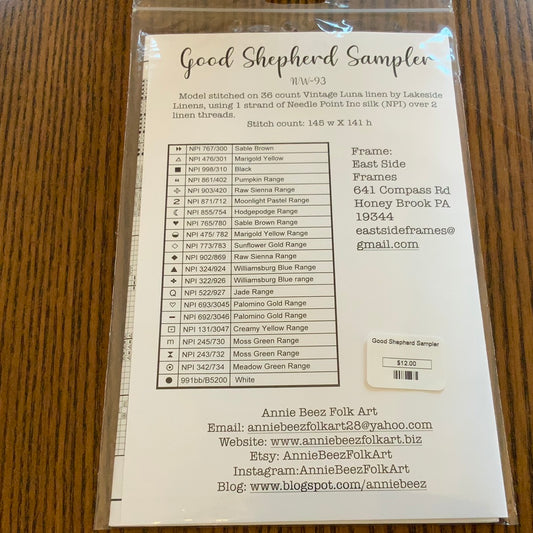 Good Shepherd Sampler
NW-93
Model stitched on 36 count Vintage Luna linen by Lakeside
Linens, using 1 strand of Needle Point Inc silk (NPI) over 2
linen threads.
Stitch count: 145 w X 141 h
NPI 767/300 Sable Brown
NPI 476/301 Marigold Yellow
NPI 998/310 Black
NPI 861/402 Pumpkin Range
NPI 903/420 Raw Sienna Range
2 NPI 871/712 Moonlight Pastel Range
NPI 855/754 Hodgepodge Range
NPI 765/780 Sable Brown Range
NPI 475/ 782 Marigold Yellow Range
NPI 773/783 Sunflower Gold Range
NPI 902/869 Raw Sienna Range
NPI 324/924 Williamsburg Blue Range
NPI 322/926 Williamsburg Blue range
Q NPI 522/927 Jade Range
NPI 693/3045 Palomino Gold Range
NPI 692/3046 Palomino Gold Range
NPI 131/3047 Creamy Yellow Range
m NPI 245/730 Moss Green Range
NPI 243/732 Moss Green Range
NPI 342/734 Meadow Green Range
991bb/B5200 White
Frame:
East Side
Frames
641 Compass Rd
Honey Brook PA
19344
eastsideframes@
gmail.com
Good Shepherd Sampler
$12.00
Annie Beez Folk Art
Email: anniebeezfolkart28@yahoo.com
Website: www.anniebeezfolkart.biz
Etsy: AnnieBeezFolkArt
Instagram:AnnieBeezFolkArt
Blog: www.blogspot.com/anniebeez